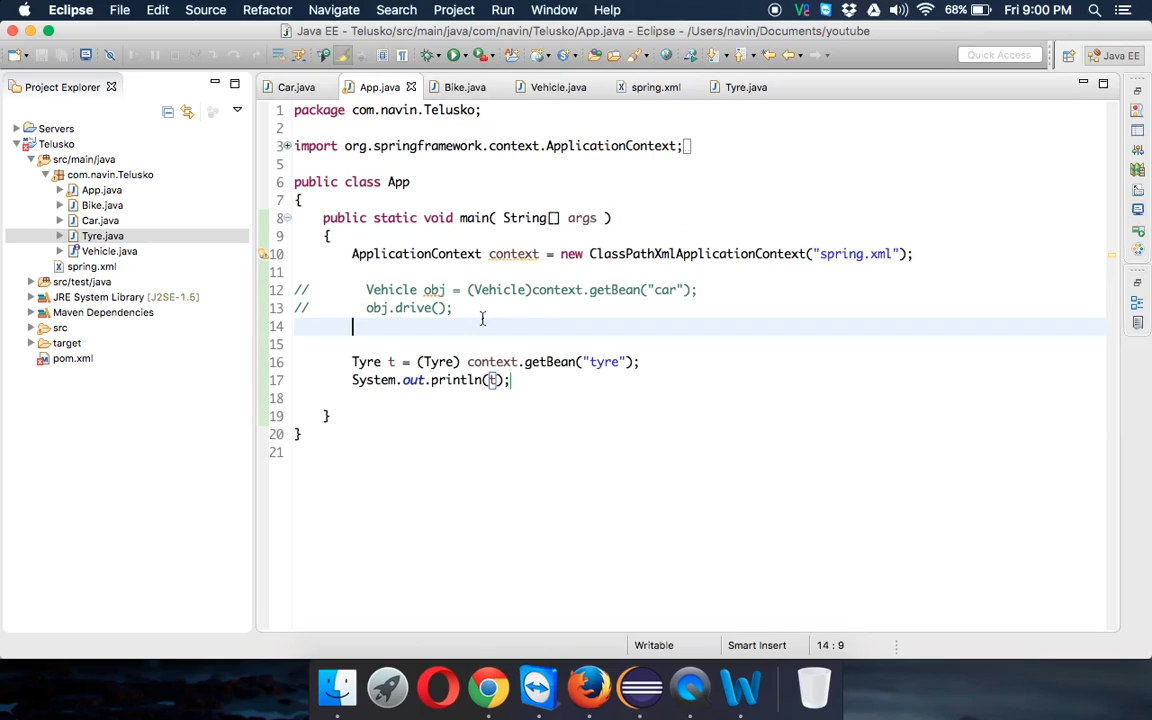 Eclipse File Edit Source Refactor Navigate Search Project Run Window Help 68% Fri 9:00 PM
Java EE - Telusko/src/main/java/com/navin/Telusko/App.java - Eclipse - /Users/navin/Documents/youtube
Quick Access Java EE
Project Explorer
Car.java App.java Bike.java Vehicle.java spring.xml Tyre.java
Servers
Telusko
src/main/java
com.navin.Telusko
App.java
Bike.java
Car.java
Tyre.java
Vehicle.java
spring.xml
src/test/java
JRE System Library [J2SE-1.5]
Maven Dependencies
src
target
pom.xml
1 package com.navin.Telusko;
2
3 import org.springframework.context.ApplicationContext;
5
6 public class App
7 {
8 public static void main( String[] args )
9 {
10 ApplicationContext context = new ClassPathXmlApplicationContext("spring.xml");
11
12 // Vehicle obj = (Vehicle)context.getBean("car");
13 // obj.drive();
14
15
16 Tyre t = (Tyre) context.getBean("tyre");
17 System.out.println(t);
18
19 }
20 }
21
Writable Smart Insert 14 : 9